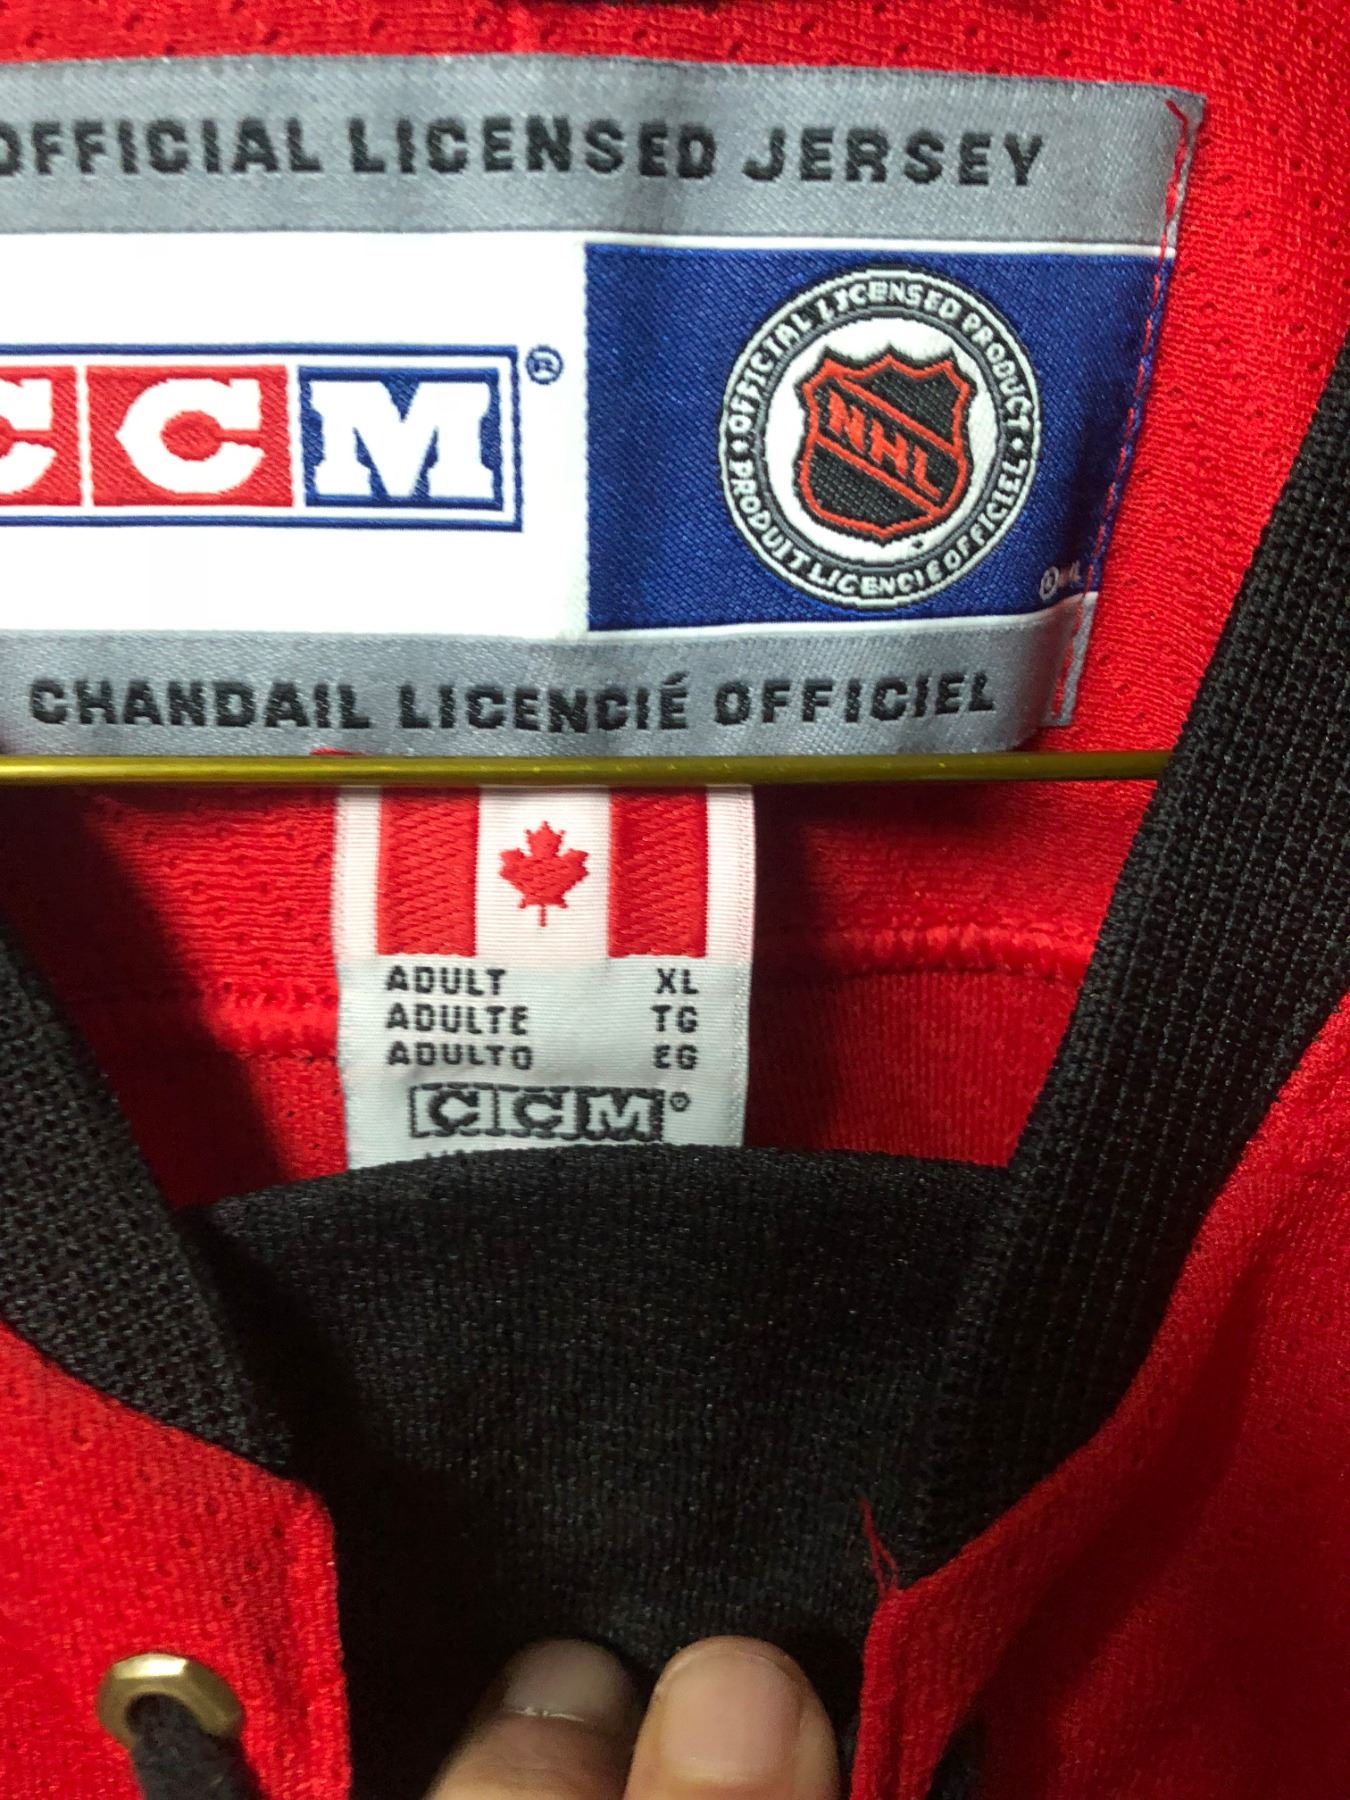 OFFICIAL LICENSED JERSEY
CCM®
OFFICIAL LICENSED PRODUCT
NHL
PRODUIT LICENCIÉ OFFICIEL
CHANDAIL LICENCIÉ OFFICIEL
ADULT XL
ADULTE TG
ADULTO EG
CCM®